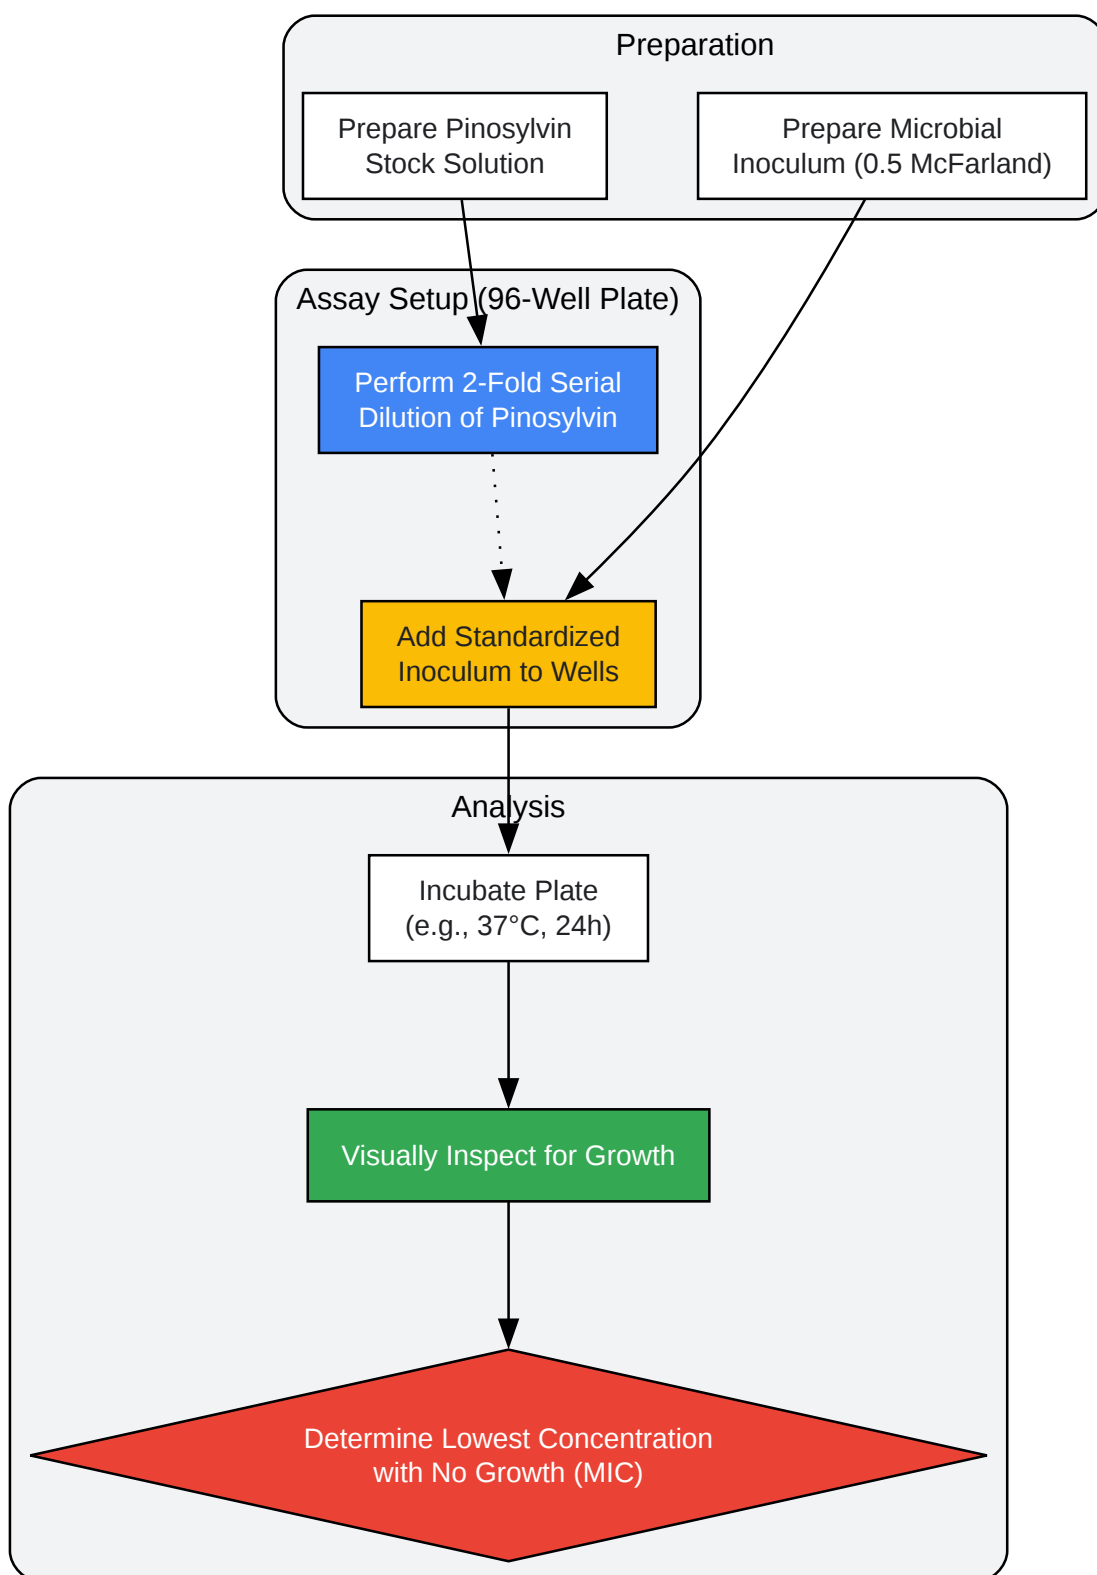 Preparation
Prepare Pinosylvin
Stock Solution
Prepare Microbial
Inoculum (0.5 McFarland)
Assay Setup (96-Well Plate)
Perform 2-Fold Serial
Dilution of Pinosylvin
Add Standardized
Inoculum to Wells
Analysis
Incubate Plate
(e.g., 37°C, 24h)
Visually Inspect for Growth
Determine Lowest Concentration
with No Growth (MIC)